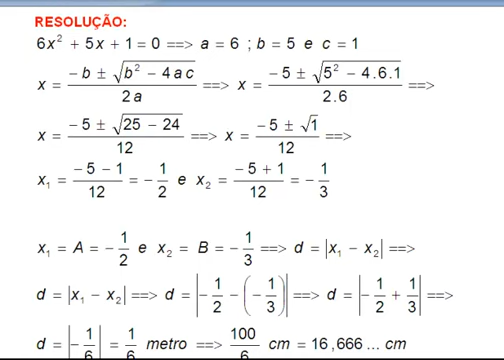 RESOLUÇÃO:
6x² + 5x + 1 = 0 ==> a = 6 ; b = 5 e c = 1
x = (−b ± √(b² − 4ac)) / 2a ==> x = (−5 ± √(5² − 4.6.1)) / 2.6 ==>
x = (−5 ± √(25 − 24)) / 12 ==> x = (−5 ± √1) / 12 ==>
x₁ = (−5 − 1) / 12 = −1/2 e x₂ = (−5 + 1) / 12 = −1/3
x₁ = A = −1/2 e x₂ = B = −1/3 ==> d = |x₁ − x₂| ==>
d = |x₁ − x₂| ==> d = |−1/2 − (−1/3)| ==> d = |−1/2 + 1/3| ==>
d = |−1/6| = 1/6 metro ==> 100/6 cm = 16,666... cm